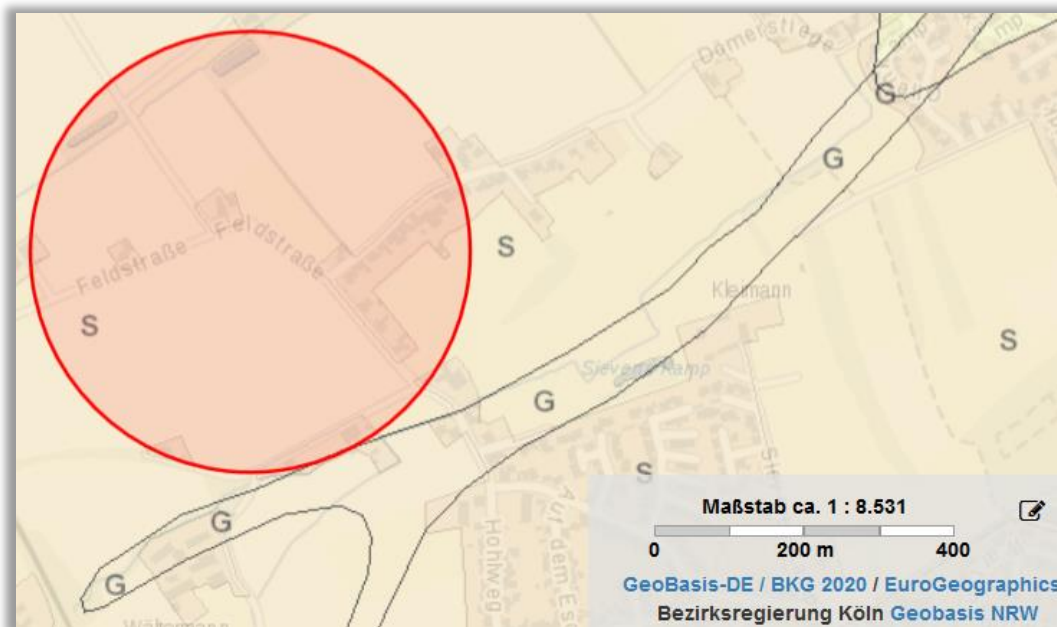 Dömerstiege
G
G
Feldstraße
Feldstraße
S
Kleimann
S
S
Sievers Kamp
G
S
G
G
Hohlweg
Auf dem Es
Maßstab ca. 1 : 8.531
0 200 m 400
GeoBasis-DE / BKG 2020 / EuroGeographics
Bezirksregierung Köln Geobasis NRW